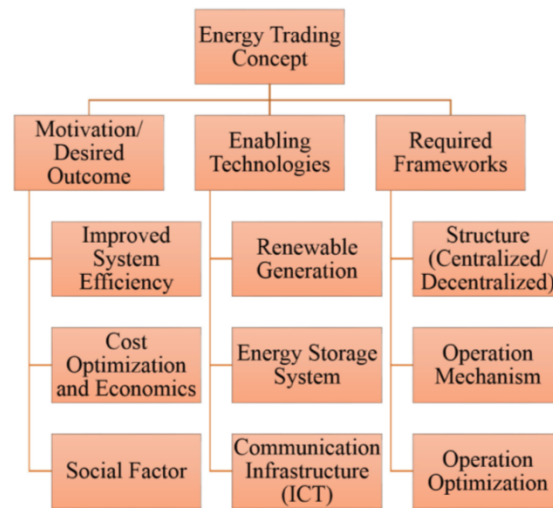 Energy Trading
Concept
Motivation/
Desired
Outcome
Enabling
Technologies
Required
Frameworks
Improved
System
Efficiency
Renewable
Generation
Structure
(Centralized/
Decentralized)
Cost
Optimization
and Economics
Energy Storage
System
Operation
Mechanism
Social Factor
Communication
Infrastructure
(ICT)
Operation
Optimization